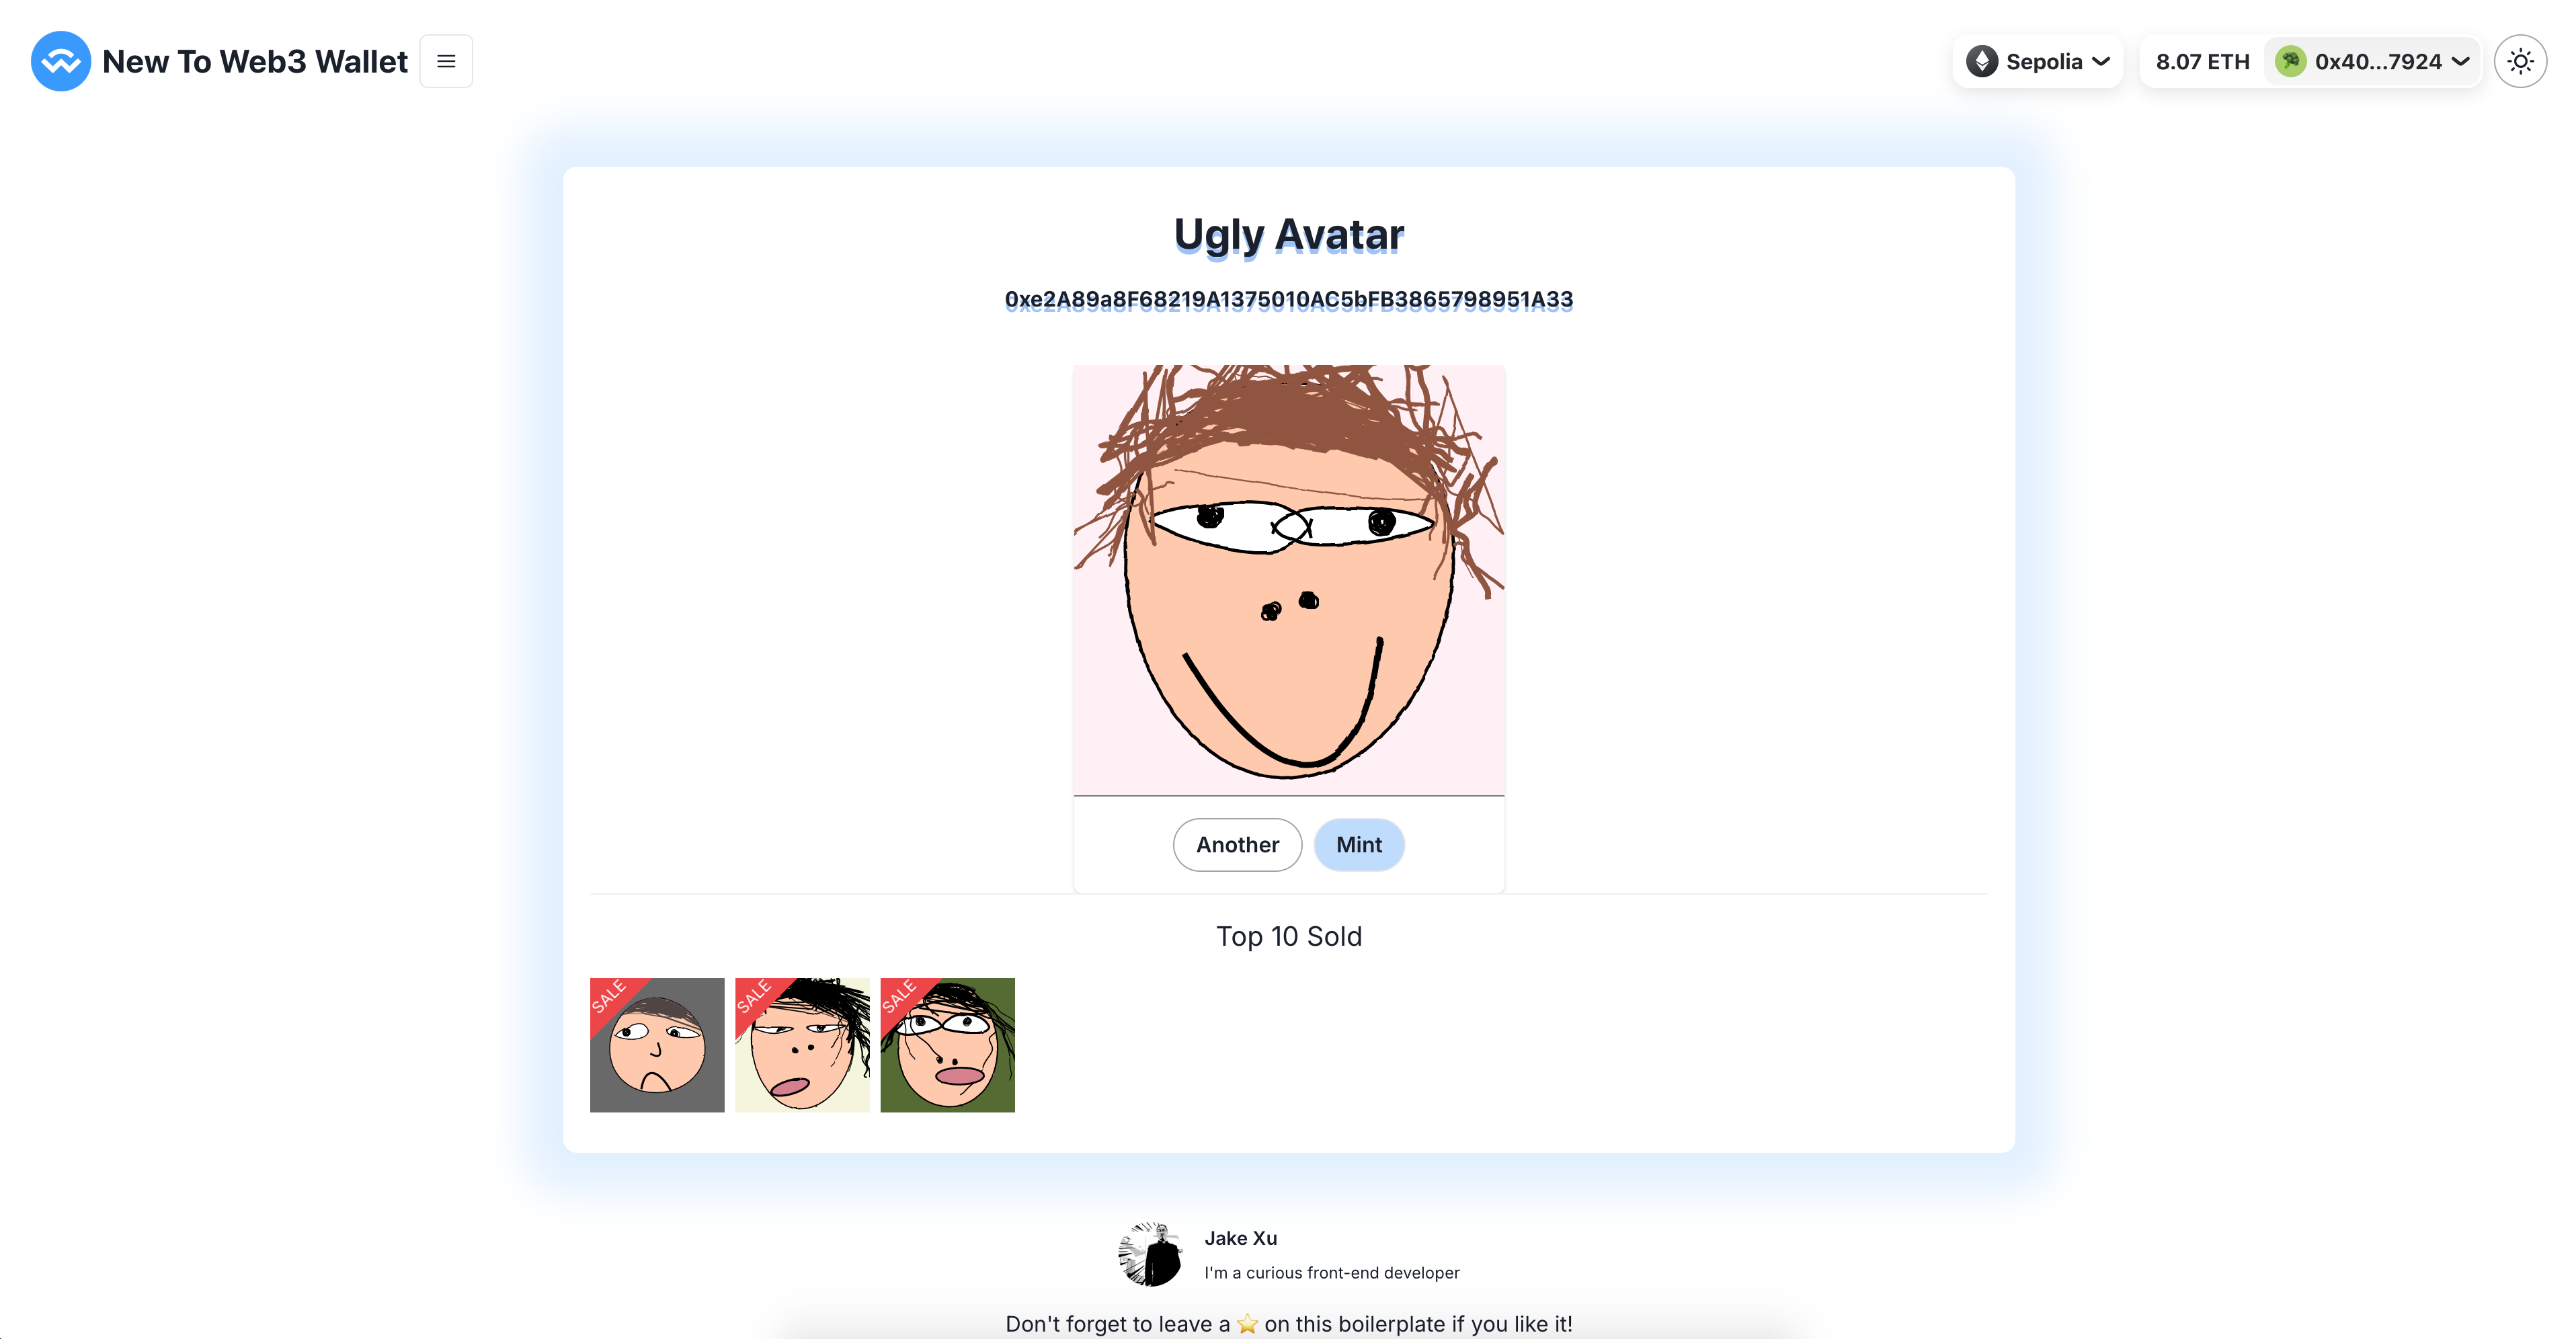 New To Web3 Wallet
Sepolia
8.07 ETH
0x40...7924
Ugly Avatar
0xe2A89a8F68219A1375010AC5bFB3865798951A33
Another
Mint
Top 10 Sold
SALE
SALE
SALE
Jake Xu
I'm a curious front-end developer
Don't forget to leave a ⭐ on this boilerplate if you like it!